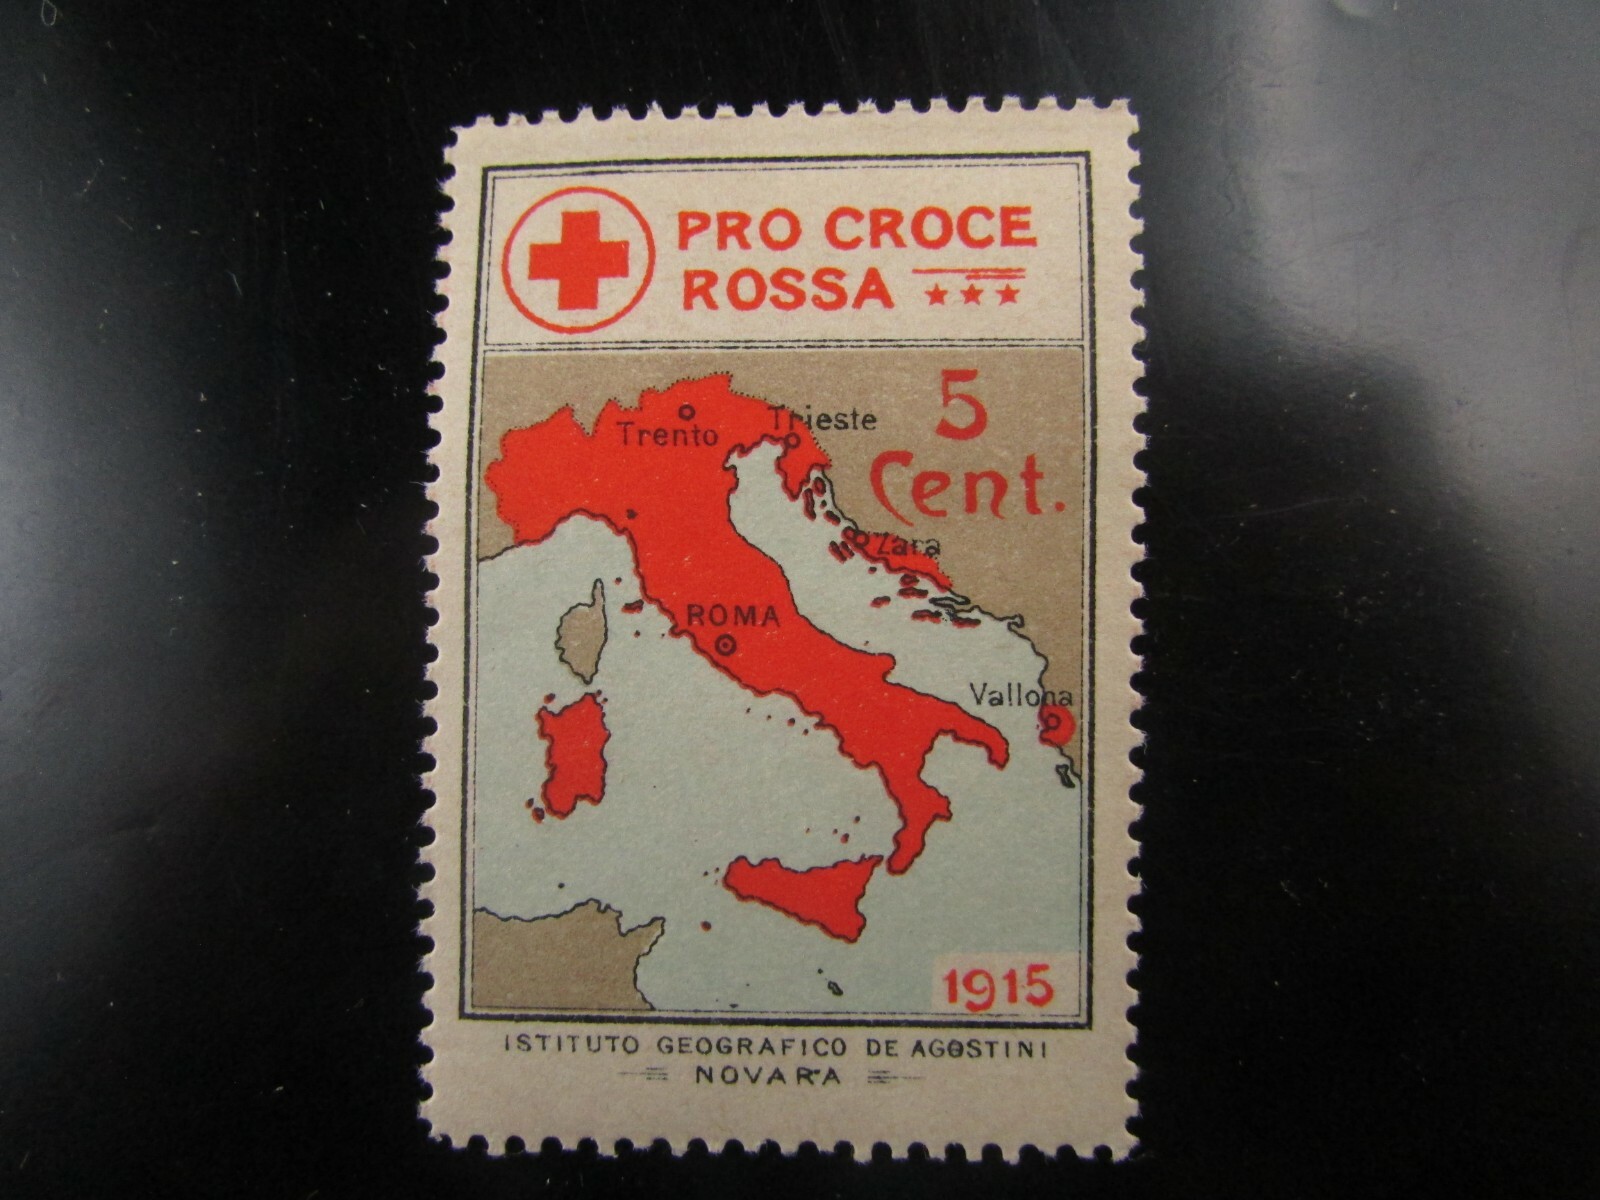 PRO CROCE
ROSSA
5
Cent.
Trieste
Trento
Zara
ROMA
Vallona
1915
ISTITUTO GEOGRAFICO DE AGOSTINI
NOVARA